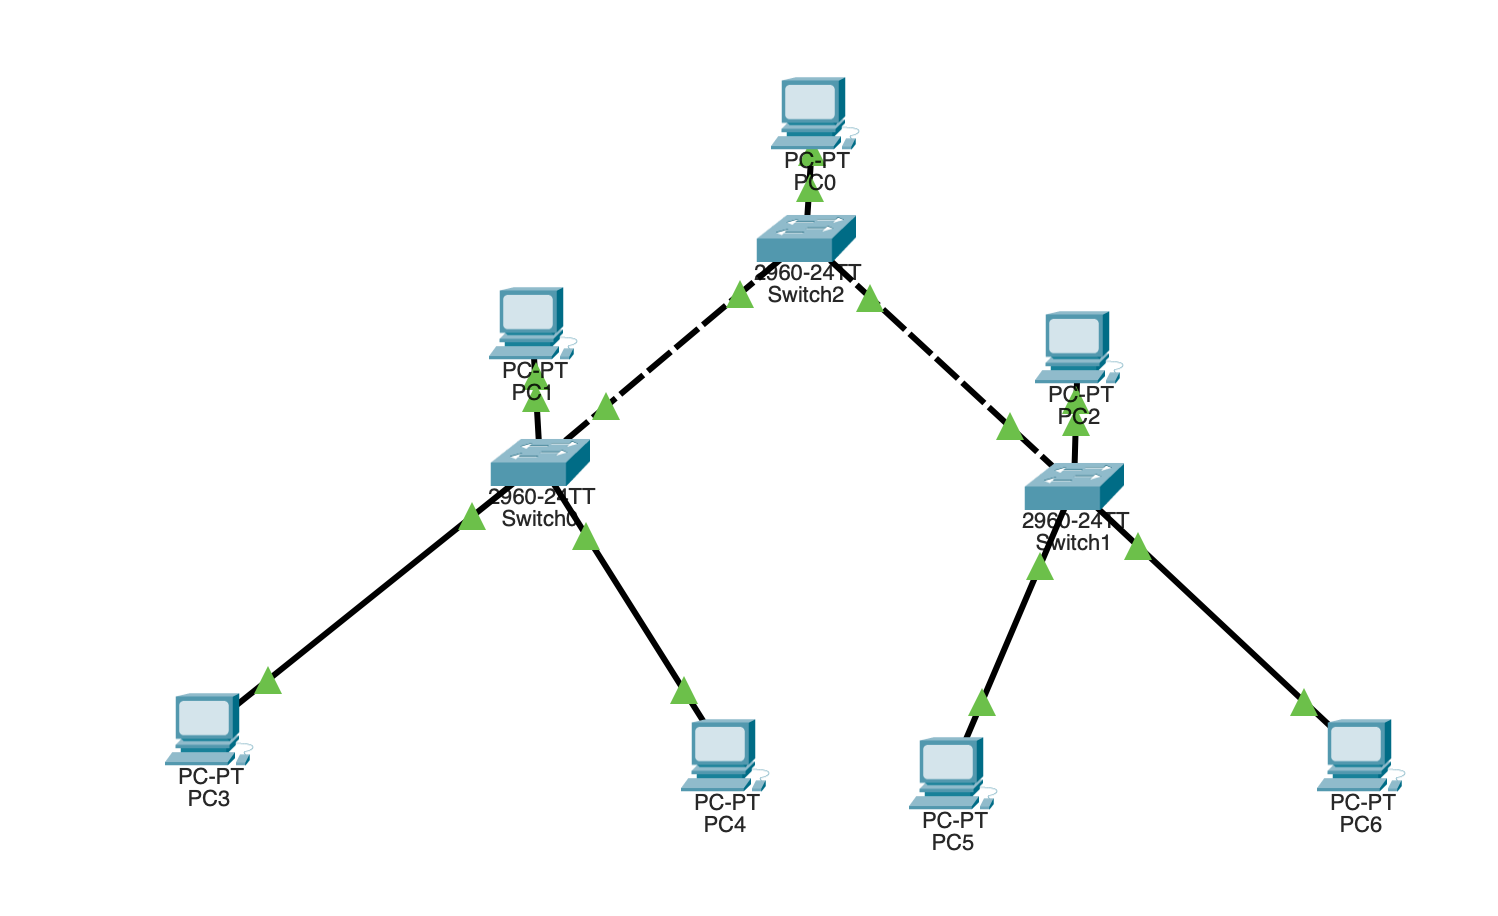 PC-PT
PC0
2960-24TT
Switch2
PC-PT
PC1
PC-PT
PC2
2960-24TT
Switch0
2960-24TT
Switch1
PC-PT
PC3
PC-PT
PC4
PC-PT
PC5
PC-PT
PC6